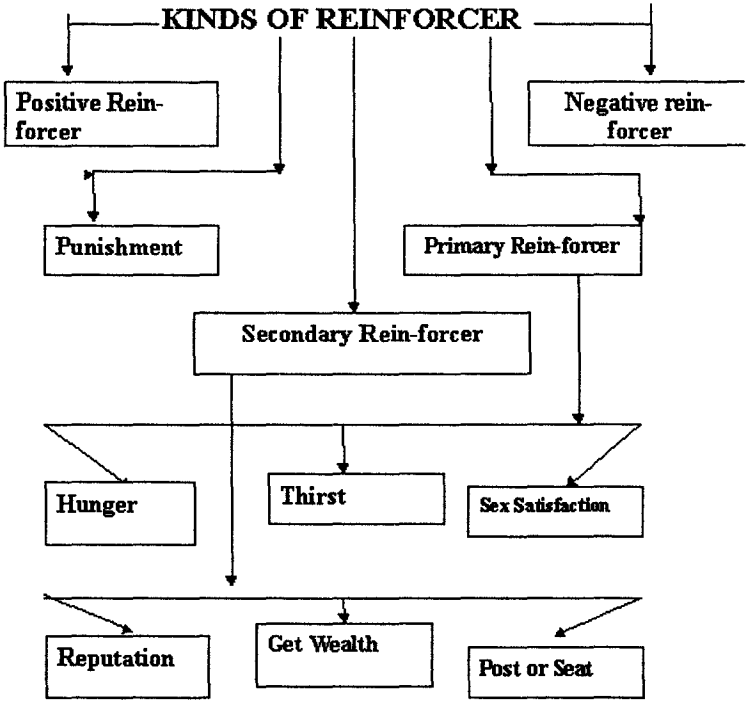 KINDS OF REINFORCER
Positive Rein-
forcer
Negative rein-
forcer
Punishment
Primary Rein-forcer
Secondary Rein-forcer
Hunger
Thirst
Sex Satisfaction
Reputation
Get Wealth
Post or Seat